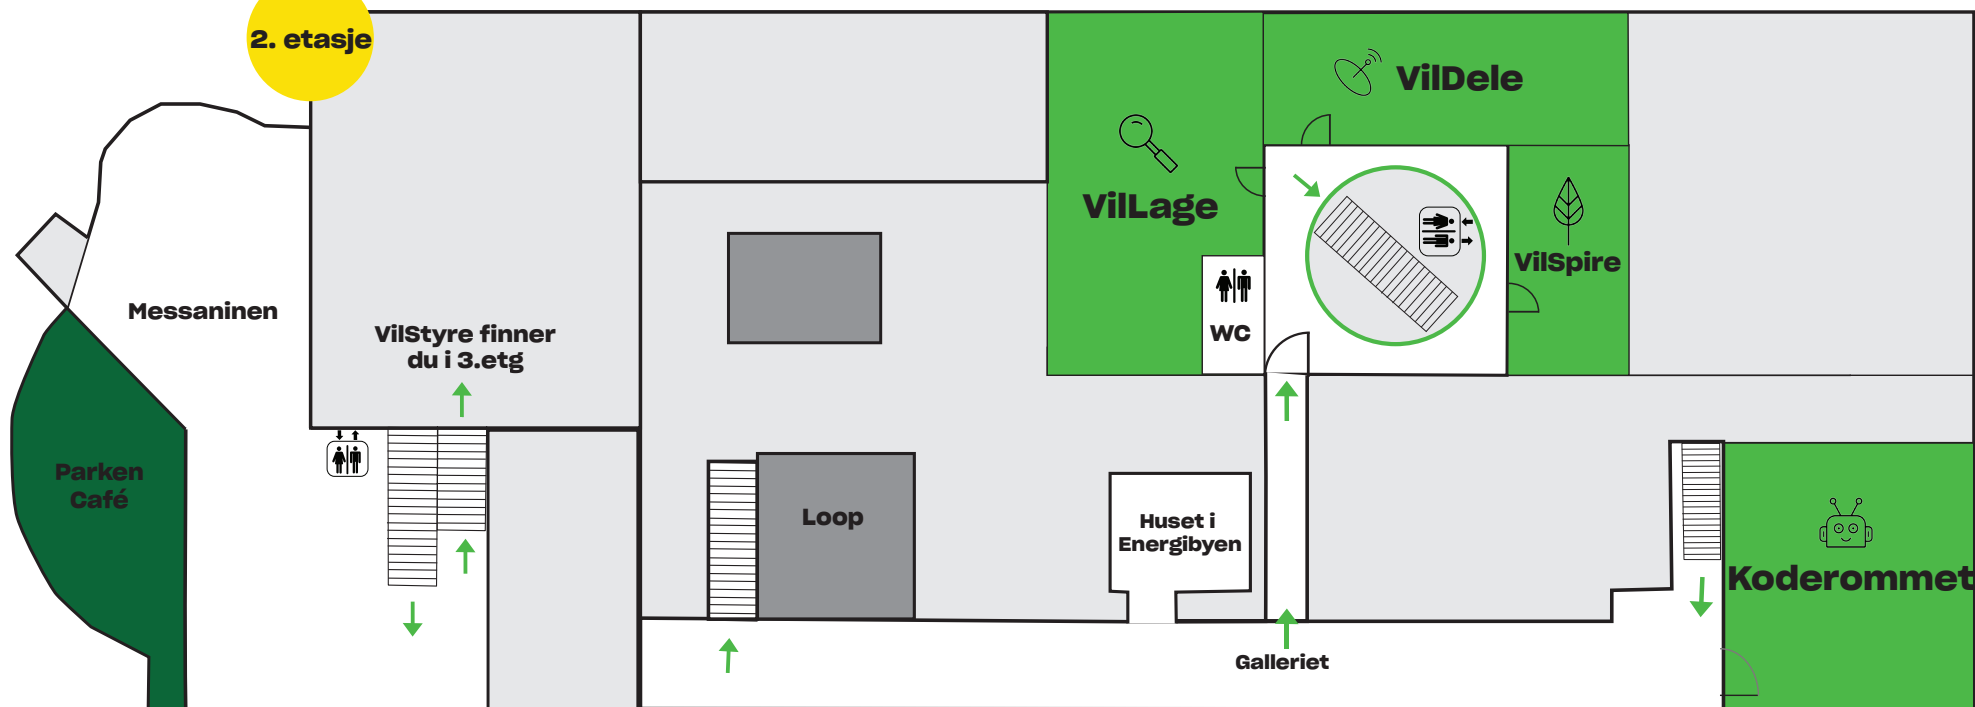 2. etasje
VilDele
VilLage
VilSpire
Messaninen
VilStyre finner
du i 3.etg
WC
Parken
Café
Loop
Huset i
Energibyen
Koderommet
Galleriet